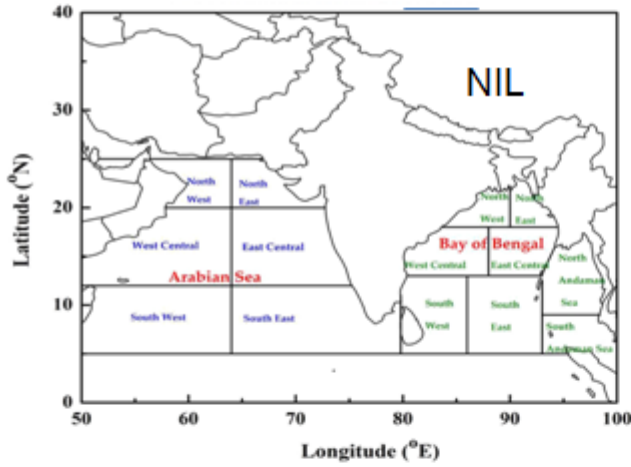 40
NIL
30
Latitude (°N)
North
West
North
East
20
North
West
North
East
West Central
East Central
Bay of Bengal
Arabian Sea
West Central
East Central
North
Andaman
Sea
10
South West
South East
South
West
South
East
South
Andaman Sea
0
50
60
70
80
90
100
Longitude (°E)